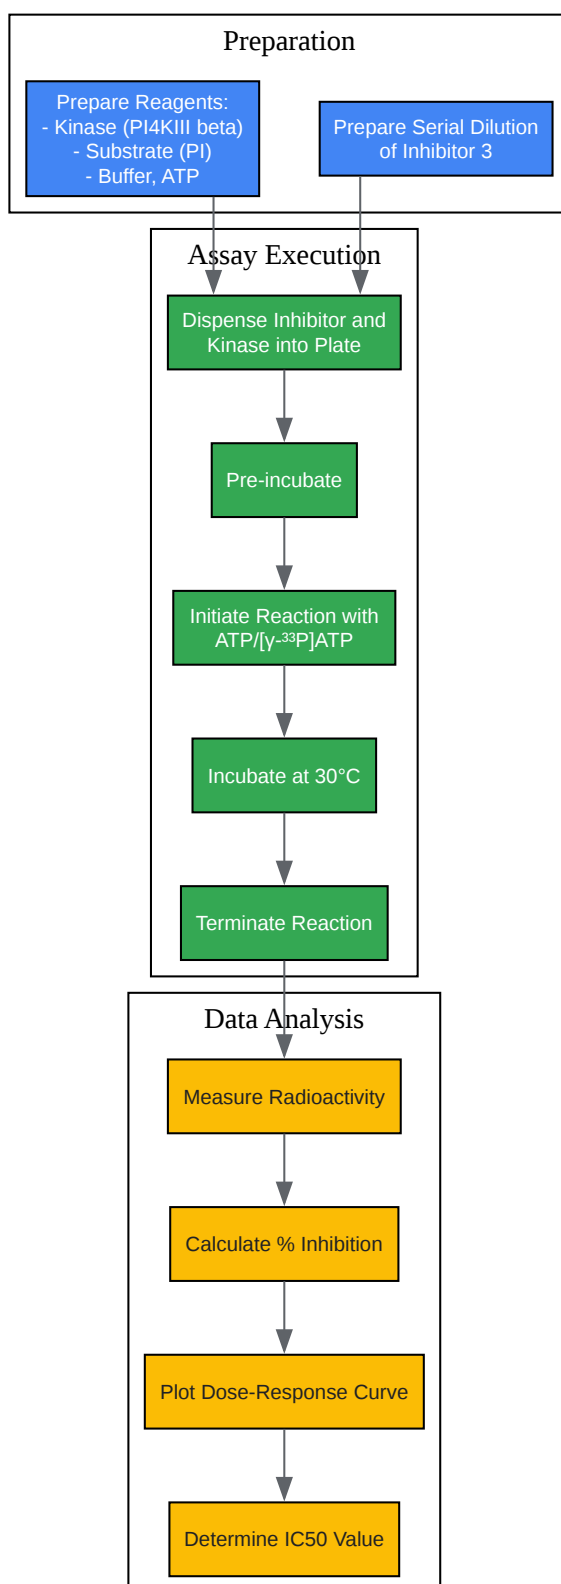 Preparation
Prepare Reagents:
- Kinase (PI4KIII beta)
- Substrate (PI)
- Buffer, ATP
Prepare Serial Dilution
of Inhibitor 3
Assay Execution
Dispense Inhibitor and
Kinase into Plate
Pre-incubate
Initiate Reaction with
ATP/[γ-³³P]ATP
Incubate at 30°C
Terminate Reaction
Data Analysis
Measure Radioactivity
Calculate % Inhibition
Plot Dose-Response Curve
Determine IC50 Value